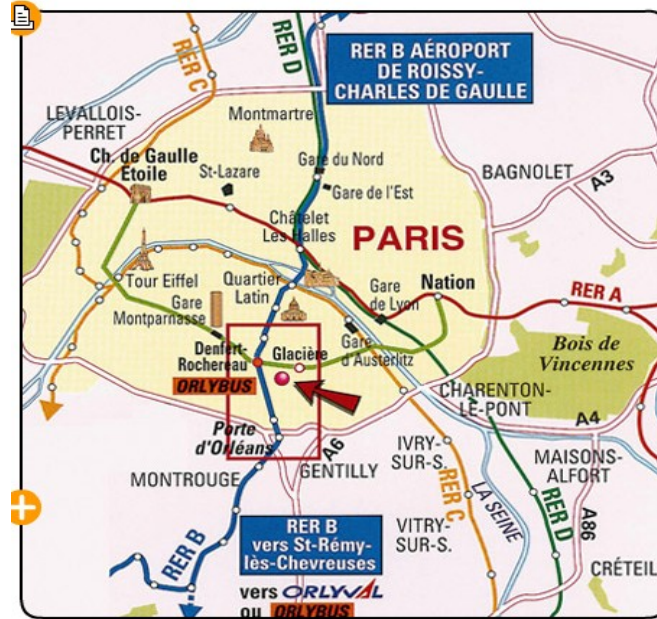 RER C
RER D
RER B AÉROPORT
DE ROISSY-
CHARLES DE GAULLE
LEVALLOIS-
PERRET
Montmartre
Ch. de Gaulle
Etoile
St-Lazare
Gare du Nord
Gare de l'Est
BAGNOLET
A3
Châtelet
Les Halles
PARIS
Tour Eiffel
Quartier
Latin
Gare
de Lyon
Nation
RER A
Gare
Montparnasse
Denfert-
Rochereau
Glacière
Gare
d'Austerlitz
Bois de
Vincennes
ORLYBUS
CHARENTON-
LE-PONT
A4
Porte
d'Orléans
A6
IVRY-
SUR-S.
MAISONS-
ALFORT
MONTROUGE
GENTILLY
RER C
LA SEINE
RER D
A86
RER B
RER B
vers St-Rémy-
lès-Chevreuses
VITRY-
SUR-S.
CRÉTEIL
vers ORLYVAL
ou ORLYBUS